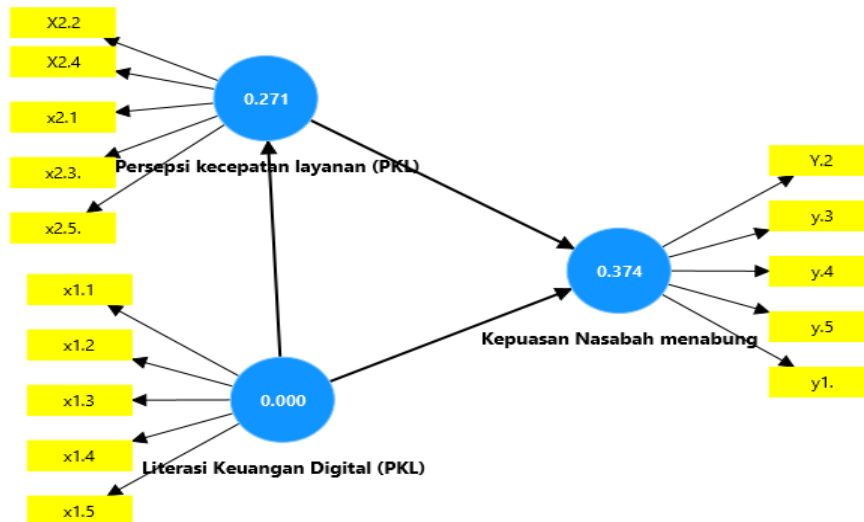 X2.2
X2.4
x2.1
x2.3.
x2.5.
0.271
Persepsi kecepatan layanan (PKL)
x1.1
x1.2
x1.3
x1.4
x1.5
0.000
Literasi Keuangan Digital (PKL)
0.374
Kepuasan Nasabah menabung
Y.2
y.3
y.4
y.5
y1.